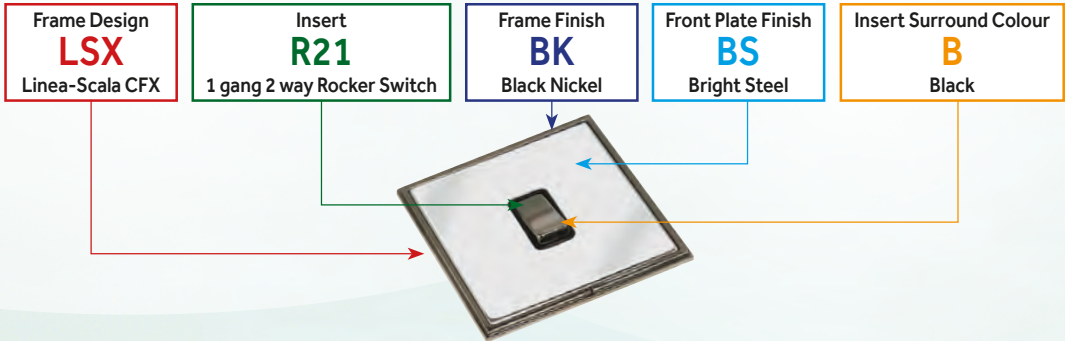 Frame Design
LSX
Linea-Scala CFX
Insert
R21
1 gang 2 way Rocker Switch
Frame Finish
BK
Black Nickel
Front Plate Finish
BS
Bright Steel
Insert Surround Colour
B
Black